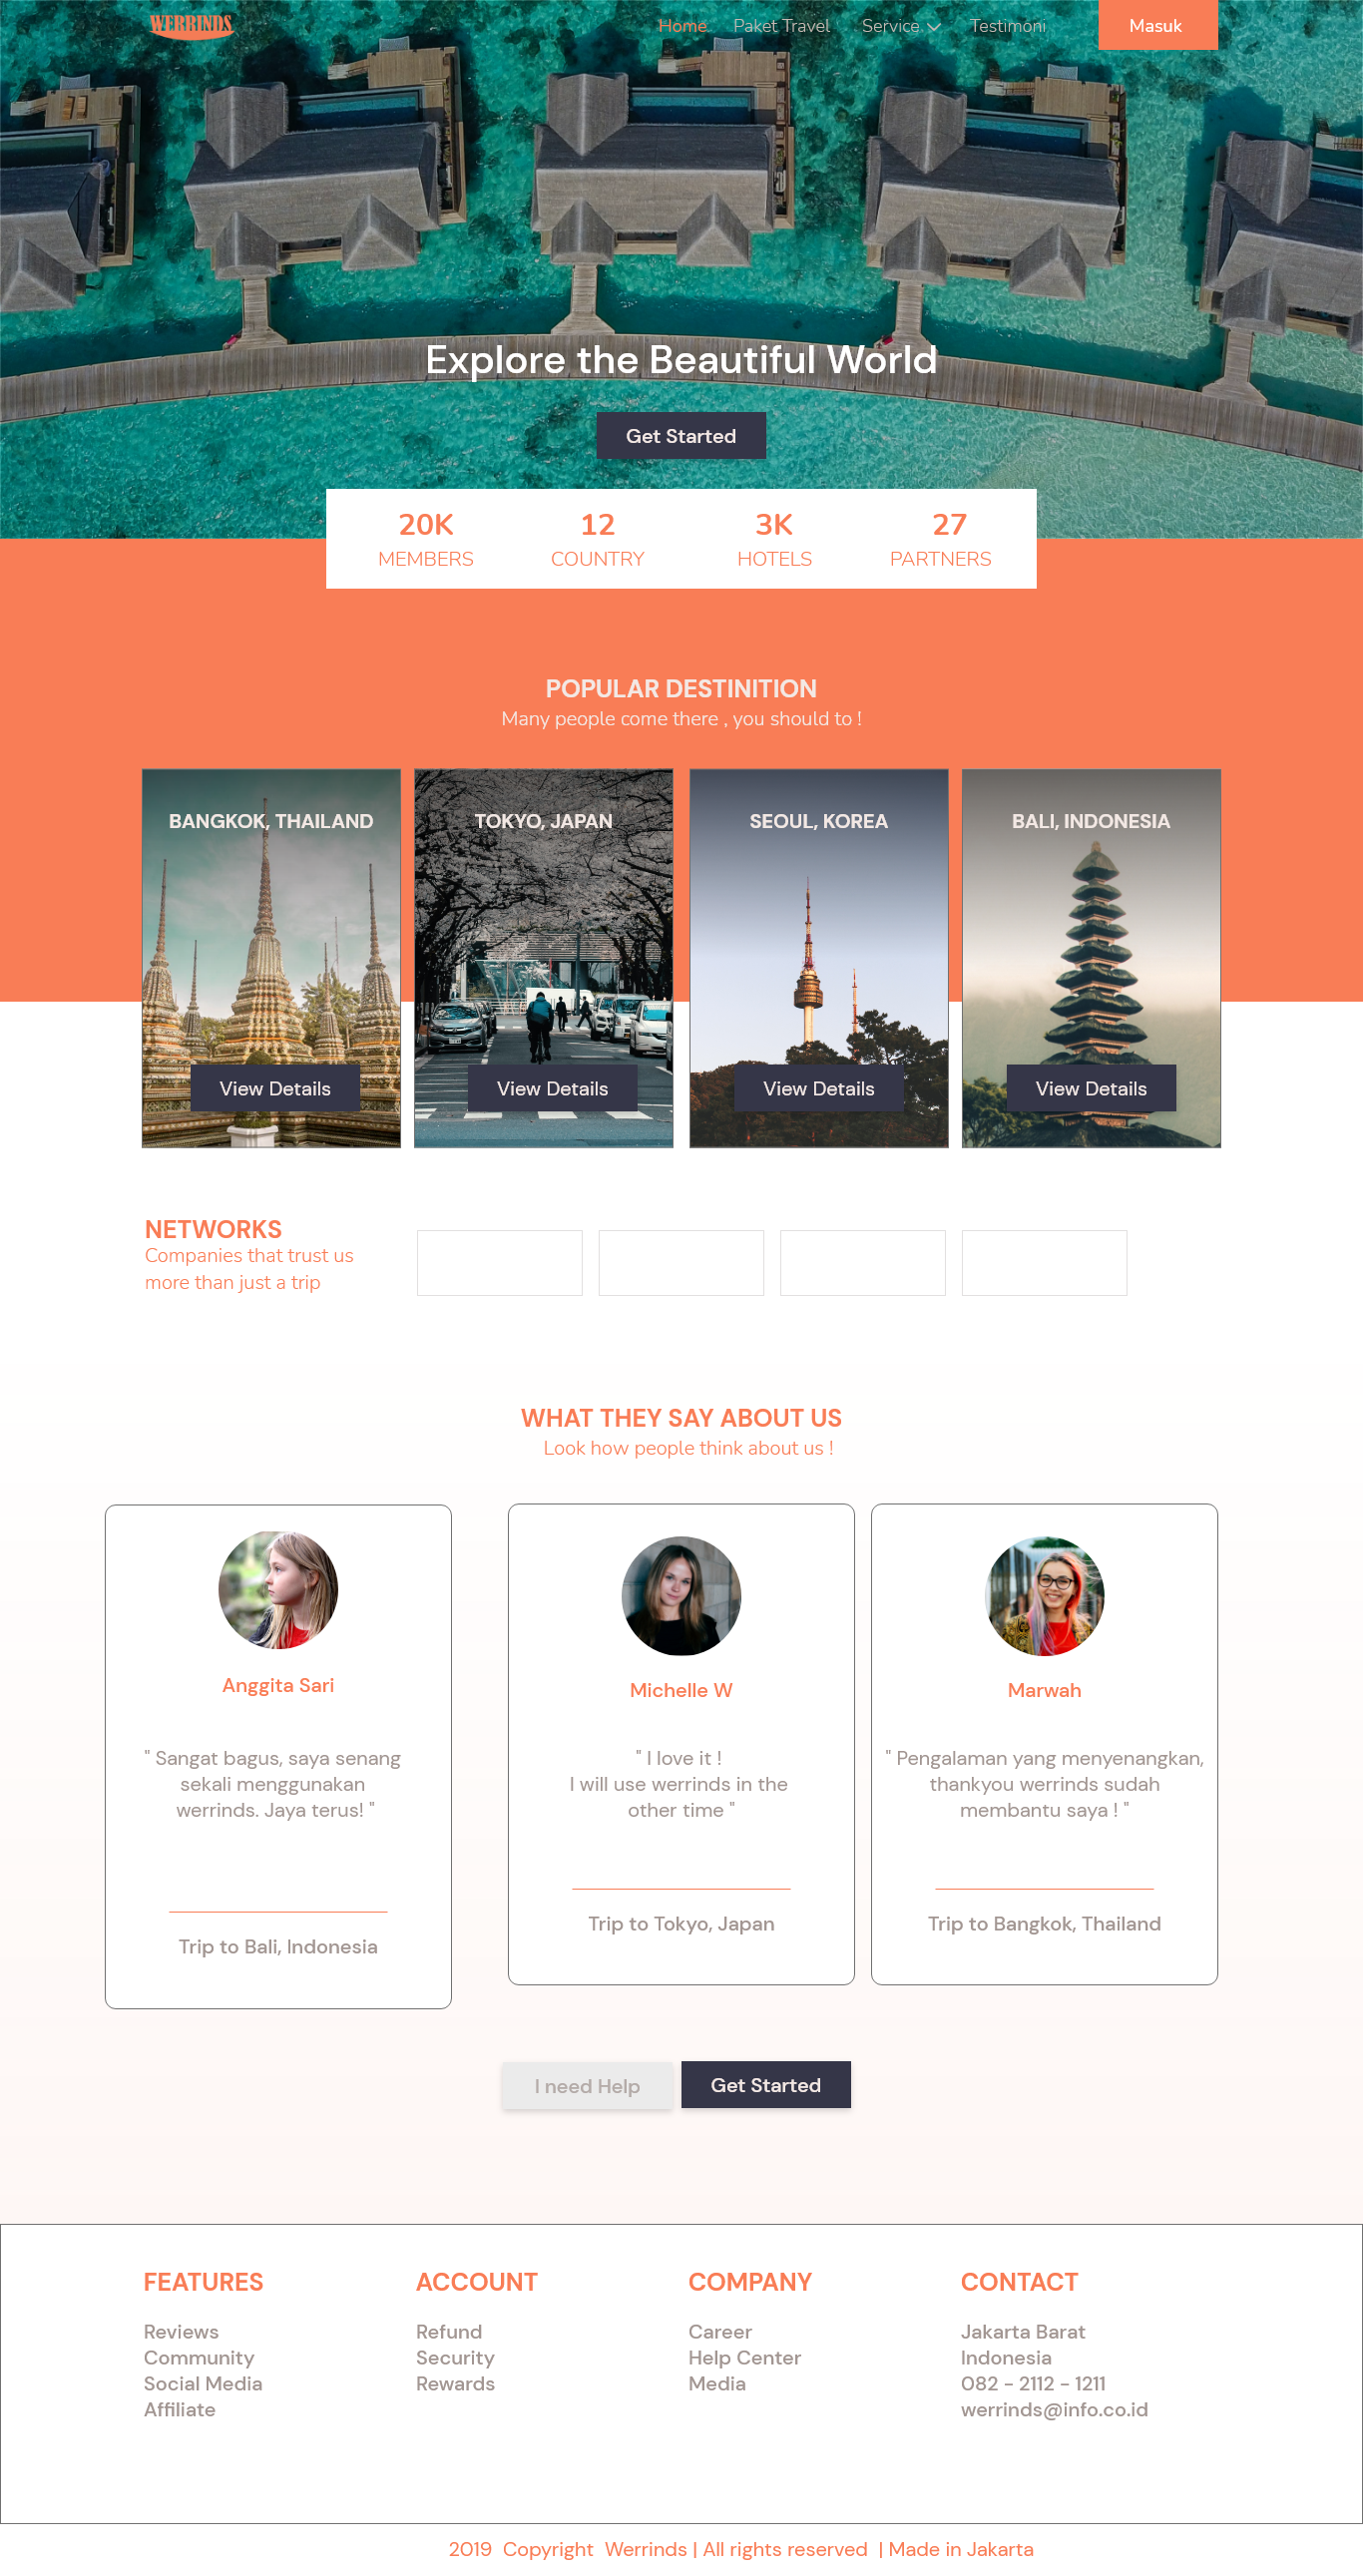 WERRINDS
Home
Paket Travel
Service
Testimoni
Masuk
Explore the Beautiful World
Get Started
20K
MEMBERS
12
COUNTRY
3K
HOTELS
27
PARTNERS
POPULAR DESTINITION
Many people come there , you should to !
BANGKOK, THAILAND
TOKYO, JAPAN
SEOUL, KOREA
BALI, INDONESIA
View Details
View Details
View Details
View Details
NETWORKS
Companies that trust us
more than just a trip
WHAT THEY SAY ABOUT US
Look how people think about us !
Anggita Sari
" Sangat bagus, saya senang
sekali menggunakan
werrinds. Jaya terus! "
Trip to Bali, Indonesia
Michelle W
" I love it !
I will use werrinds in the
other time "
Trip to Tokyo, Japan
Marwah
" Pengalaman yang menyenangkan,
thankyou werrinds sudah
membantu saya ! "
Trip to Bangkok, Thailand
I need Help
Get Started
FEATURES
Reviews
Community
Social Media
Affiliate
ACCOUNT
Refund
Security
Rewards
COMPANY
Career
Help Center
Media
CONTACT
Jakarta Barat
Indonesia
082 - 2112 - 1211
werrinds@info.co.id
2019 Copyright Werrinds | All rights reserved | Made in Jakarta